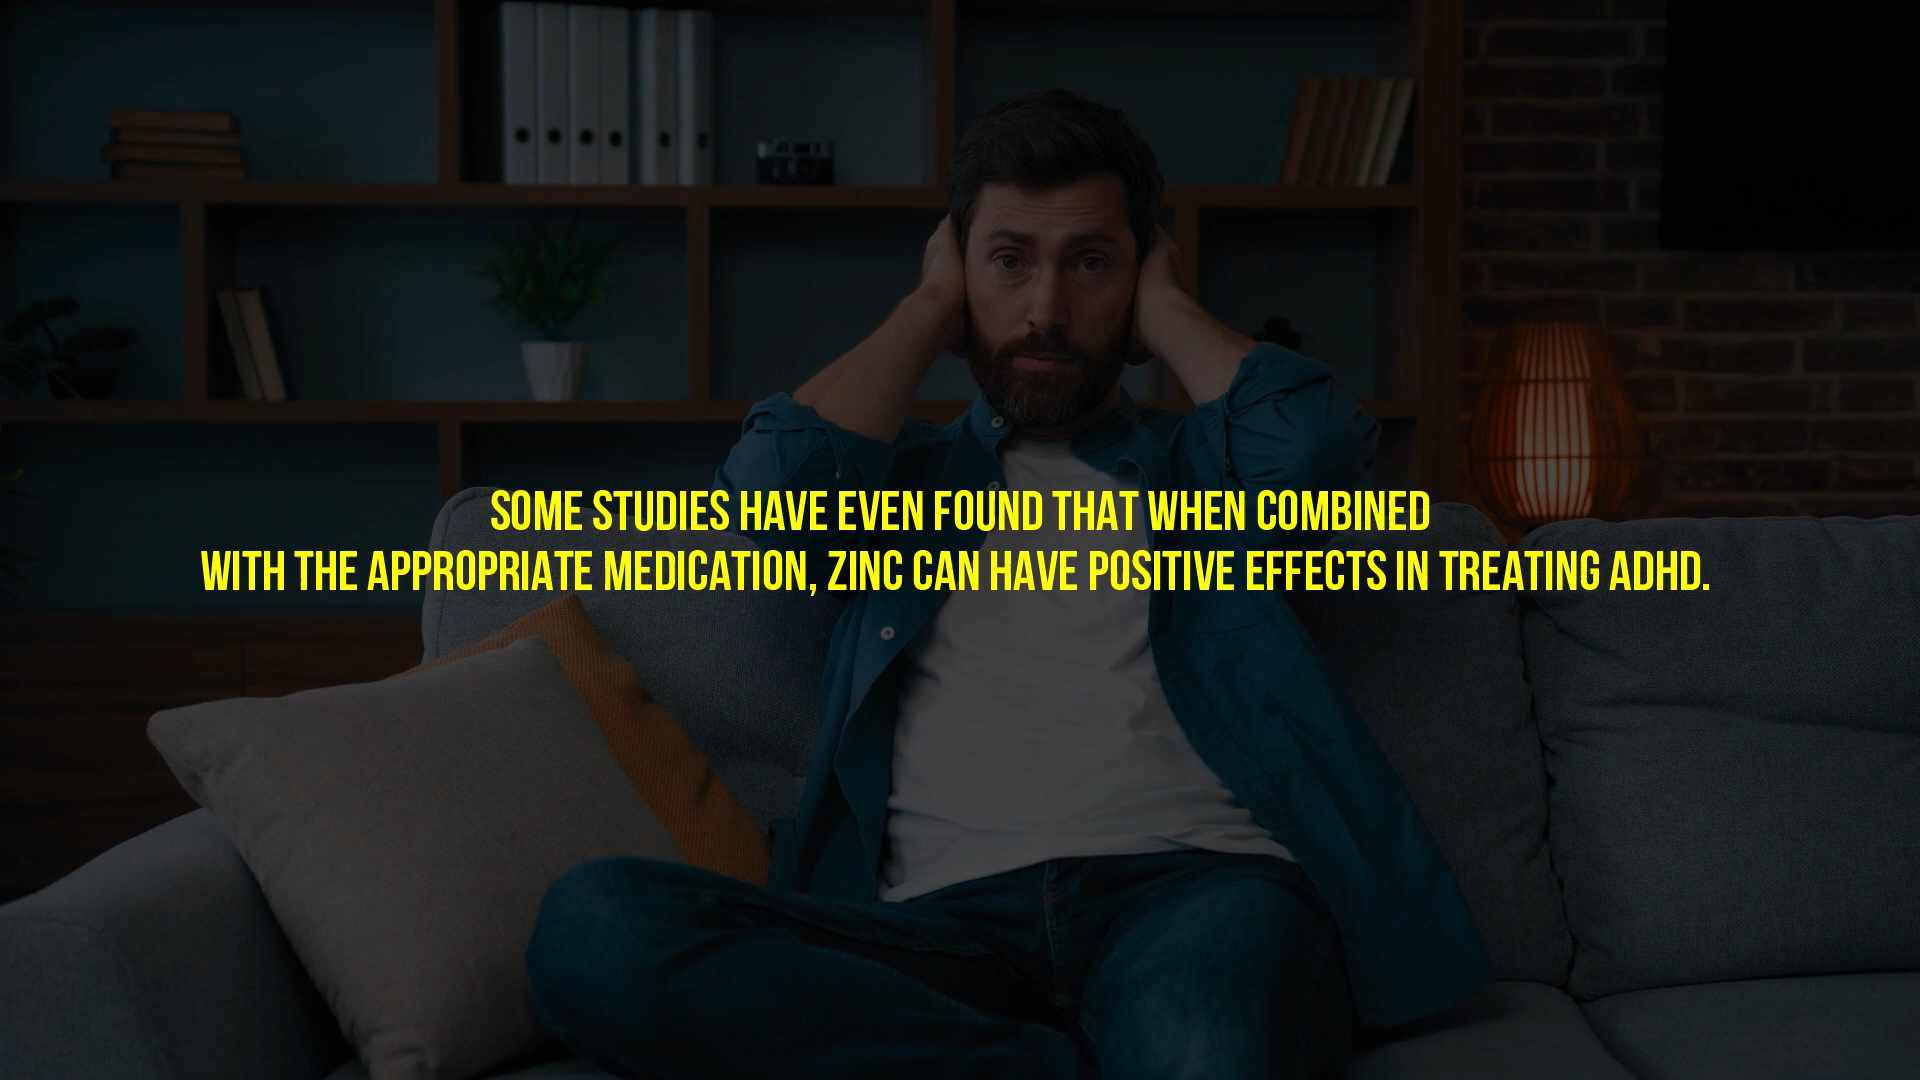 SOME STUDIES HAVE EVEN FOUND THAT WHEN COMBINED
WITH THE APPROPRIATE MEDICATION, ZINC CAN HAVE POSITIVE EFFECTS IN TREATING ADHD.